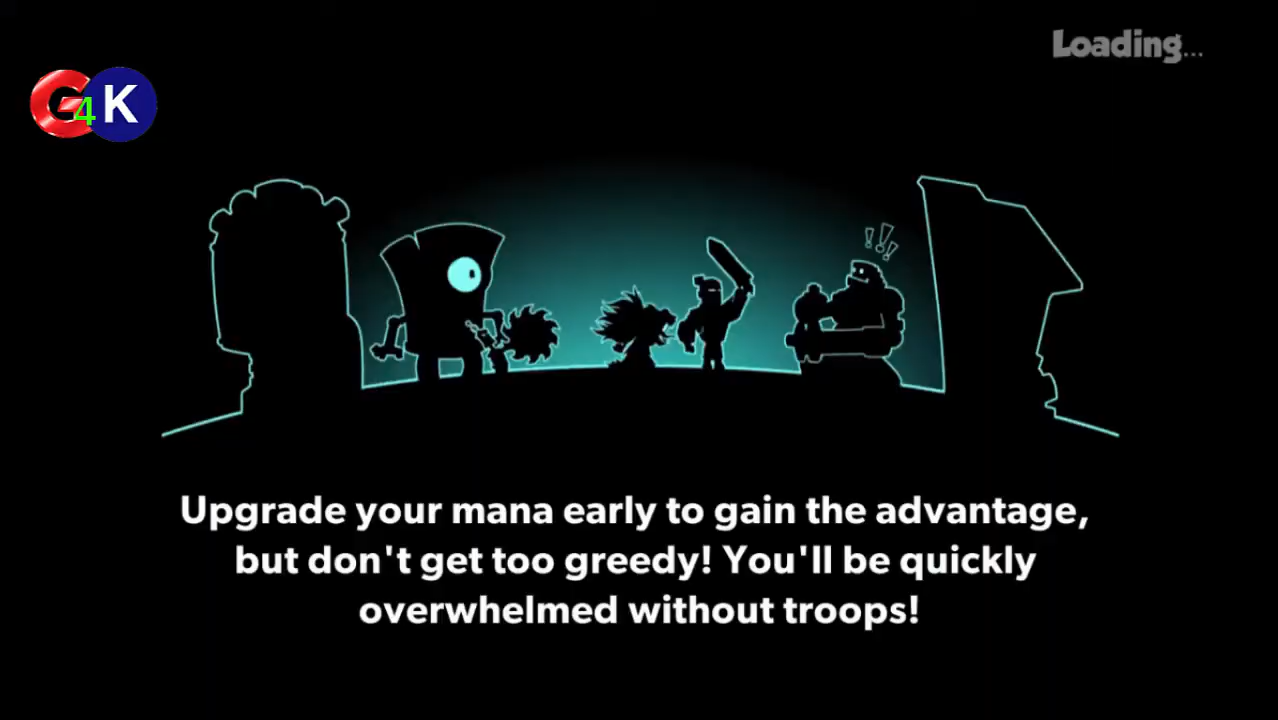 Loading...
G4K
Upgrade your mana early to gain the advantage,
but don't get too greedy! You'll be quickly
overwhelmed without troops!